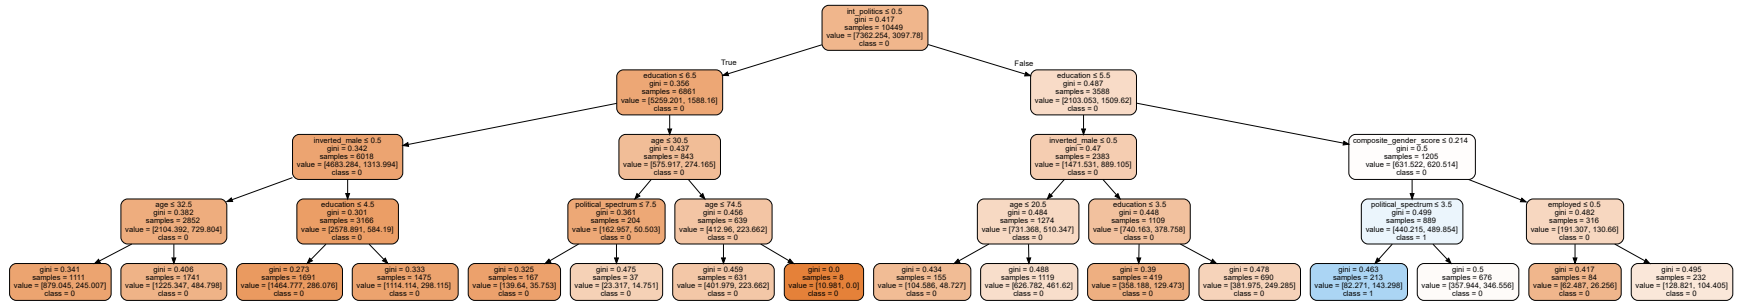 int_politics ≤ 0.5
gini = 0.417
samples = 10449
value = [7362.254, 3097.78]
class = 0
True
False
education ≤ 6.5
gini = 0.356
samples = 6861
value = [5259.201, 1588.16]
class = 0
education ≤ 5.5
gini = 0.487
samples = 3588
value = [2103.053, 1509.62]
class = 0
inverted_male ≤ 0.5
gini = 0.342
samples = 6018
value = [4683.284, 1313.994]
class = 0
age ≤ 30.5
gini = 0.437
samples = 843
value = [575.917, 274.165]
class = 0
inverted_male ≤ 0.5
gini = 0.47
samples = 2383
value = [1471.531, 889.105]
class = 0
composite_gender_score ≤ 0.214
gini = 0.5
samples = 1205
value = [631.522, 620.514]
class = 0
age ≤ 32.5
gini = 0.382
samples = 2852
value = [2104.392, 729.804]
class = 0
education ≤ 4.5
gini = 0.301
samples = 3166
value = [2578.891, 584.19]
class = 0
political_spectrum ≤ 7.5
gini = 0.361
samples = 204
value = [162.957, 50.503]
class = 0
age ≤ 74.5
gini = 0.456
samples = 639
value = [412.96, 223.662]
class = 0
age ≤ 20.5
gini = 0.484
samples = 1274
value = [731.368, 510.347]
class = 0
education ≤ 3.5
gini = 0.448
samples = 1109
value = [740.163, 378.758]
class = 0
political_spectrum ≤ 3.5
gini = 0.499
samples = 889
value = [440.215, 489.854]
class = 1
employed ≤ 0.5
gini = 0.482
samples = 316
value = [191.307, 130.66]
class = 0
gini = 0.341
samples = 1111
value = [879.045, 245.007]
class = 0
gini = 0.406
samples = 1741
value = [1225.347, 484.798]
class = 0
gini = 0.273
samples = 1691
value = [1464.777, 286.076]
class = 0
gini = 0.333
samples = 1475
value = [1114.114, 298.115]
class = 0
gini = 0.325
samples = 167
value = [139.64, 35.753]
class = 0
gini = 0.475
samples = 37
value = [23.317, 14.751]
class = 0
gini = 0.459
samples = 631
value = [401.979, 223.662]
class = 0
gini = 0.0
samples = 8
value = [10.981, 0.0]
class = 0
gini = 0.434
samples = 155
value = [104.586, 48.727]
class = 0
gini = 0.488
samples = 1119
value = [626.782, 461.62]
class = 0
gini = 0.39
samples = 419
value = [358.188, 129.473]
class = 0
gini = 0.478
samples = 690
value = [381.975, 249.285]
class = 0
gini = 0.463
samples = 213
value = [82.271, 143.298]
class = 1
gini = 0.5
samples = 676
value = [357.944, 346.556]
class = 0
gini = 0.417
samples = 84
value = [62.487, 26.256]
class = 0
gini = 0.495
samples = 232
value = [128.821, 104.405]
class = 0